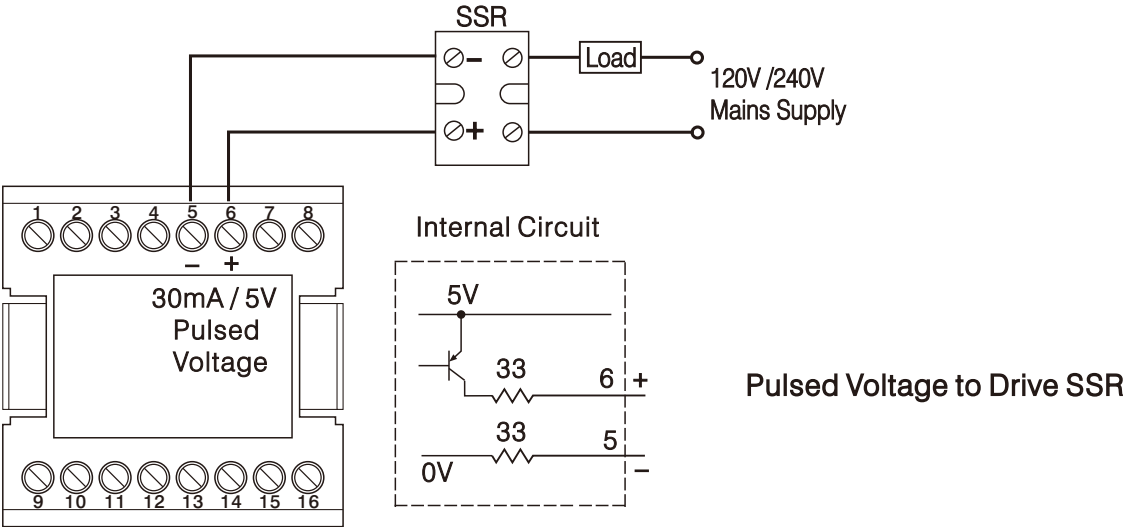 SSR
−
Load
120V /240V
Mains Supply
+
1 2 3 4 5 6 7 8
− +
30mA / 5V
Pulsed
Voltage
9 10 11 12 13 14 15 16
Internal Circuit
5V
33
6 +
33
5
0V
−
Pulsed Voltage to Drive SSR